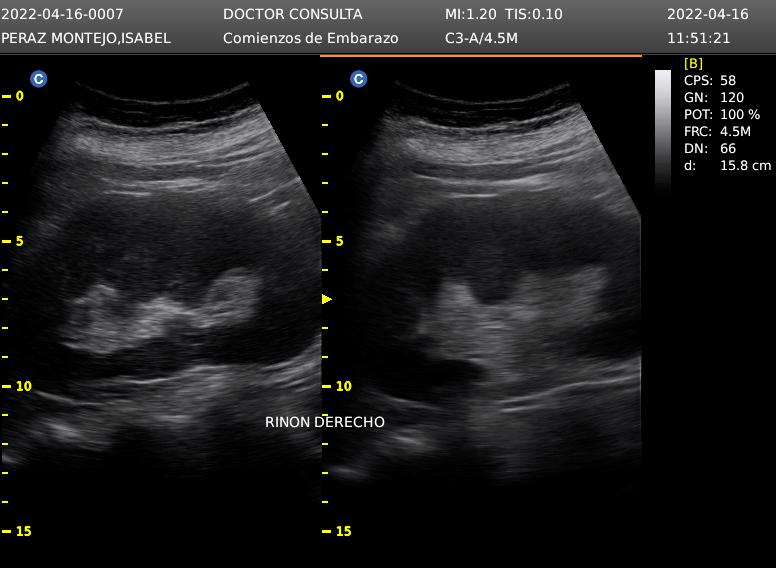 2022-04-16-0007 DOCTOR CONSULTA MI:1.20 TIS:0.10 2022-04-16
PERAZ MONTEJO,ISABEL Comienzos de Embarazo C3-A/4.5M 11:51:21
[B]
CPS: 58
GN: 120
POT: 100 %
FRC: 4.5M
DN: 66
d: 15.8 cm
C C
0 0
5 5
10 10
RINON DERECHO
15 15